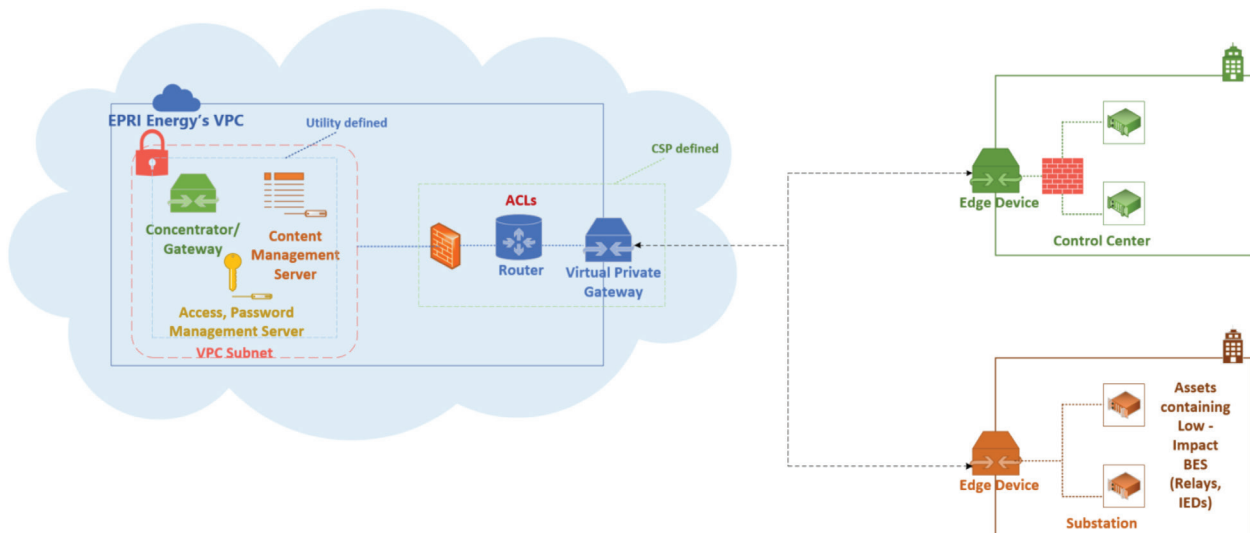 EPRI Energy's VPC
Utility defined
CSP defined
Concentrator/
Gateway
Content
Management
Server
Access, Password
Management Server
VPC Subnet
ACLs
Router
Virtual Private
Gateway
Edge Device
Control Center
Edge Device
Substation
Assets
containing
Low -
Impact
BES
(Relays,
IEDs)